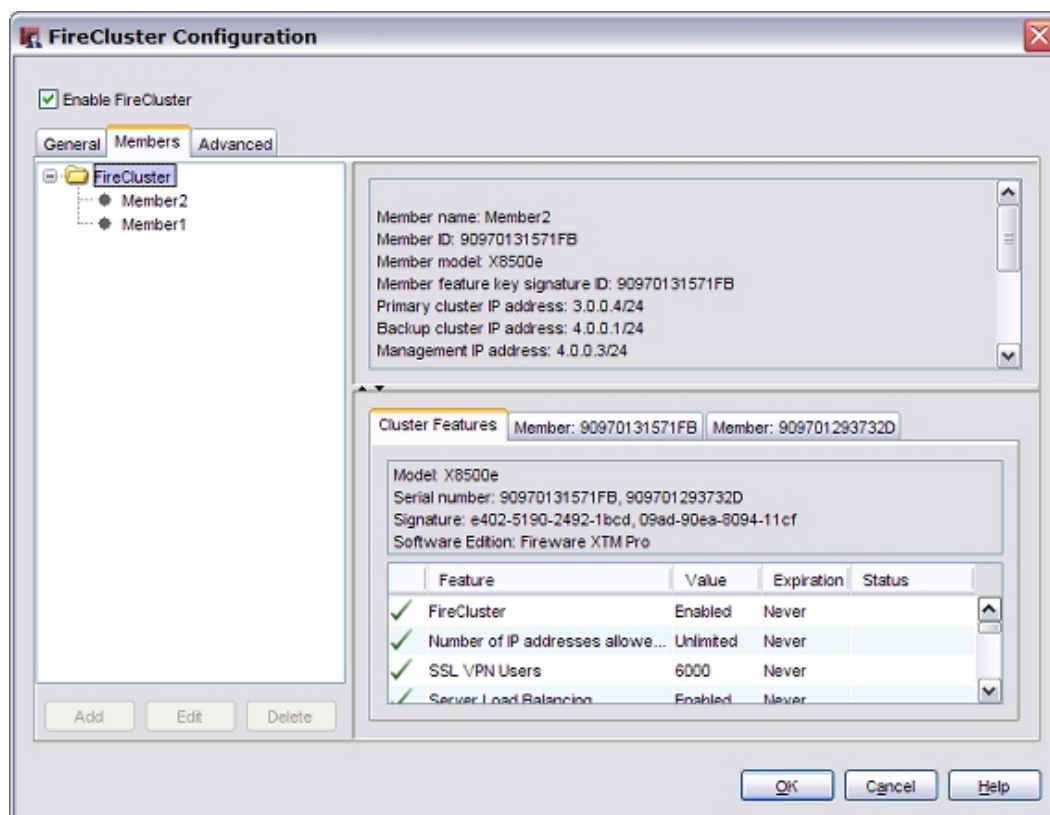 FireCluster Configuration
Enable FireCluster
General Members Advanced
FireCluster
Member2
Member1
Member name: Member2
Member ID: 90970131571FB
Member model: X8500e
Member feature key signature ID: 90970131571FB
Primary cluster IP address: 3.0.0.4/24
Backup cluster IP address: 4.0.0.1/24
Management IP address: 4.0.0.3/24
Cluster Features Member: 90970131571FB Member: 909701293732D
Model: X8500e
Serial number: 90970131571FB, 909701293732D
Signature: e402-5190-2492-1bcd, 09ad-90ea-8094-11cf
Software Edition: Fireware XTM Pro
Feature Value Expiration Status
FireCluster Enabled Never
Number of IP addresses allowe... Unlimited Never
SSL VPN Users 6000 Never
Server Load Balancing Enabled Never
Add Edit Delete
OK Cancel Help